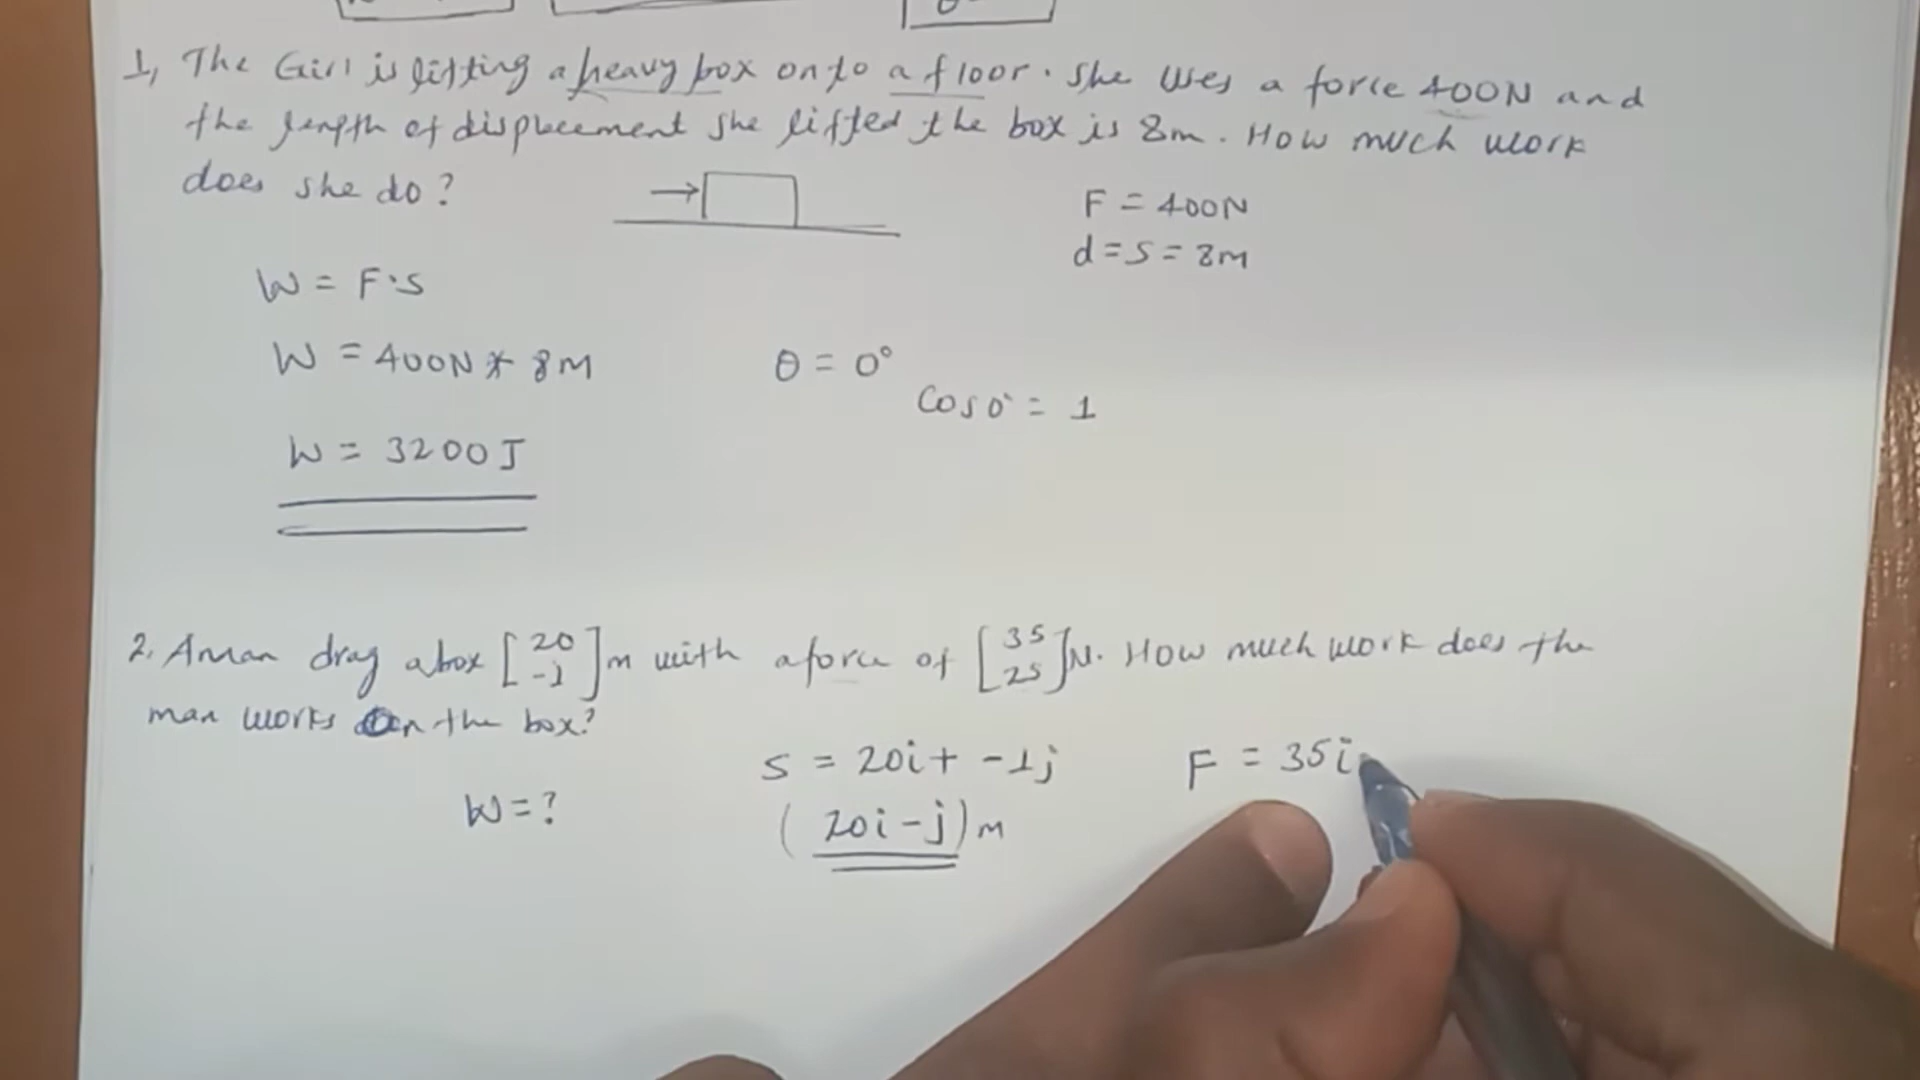 1, The Girl is lifting a heavy box onto a floor. She uses a force 400N and
the length of displacement she lifted the box is 8m. How much work
does she do?
F = 400N
d = s = 8m
W = F·S
W = 400N * 8M
θ = 0°
Cos0° = 1
W = 3200J
2. A man drag a box [20 -1] m with a force of [35 25] N. How much work does the
man works on the box?
S = 20i + -1j
F = 35i
W = ?
(20i - j) m